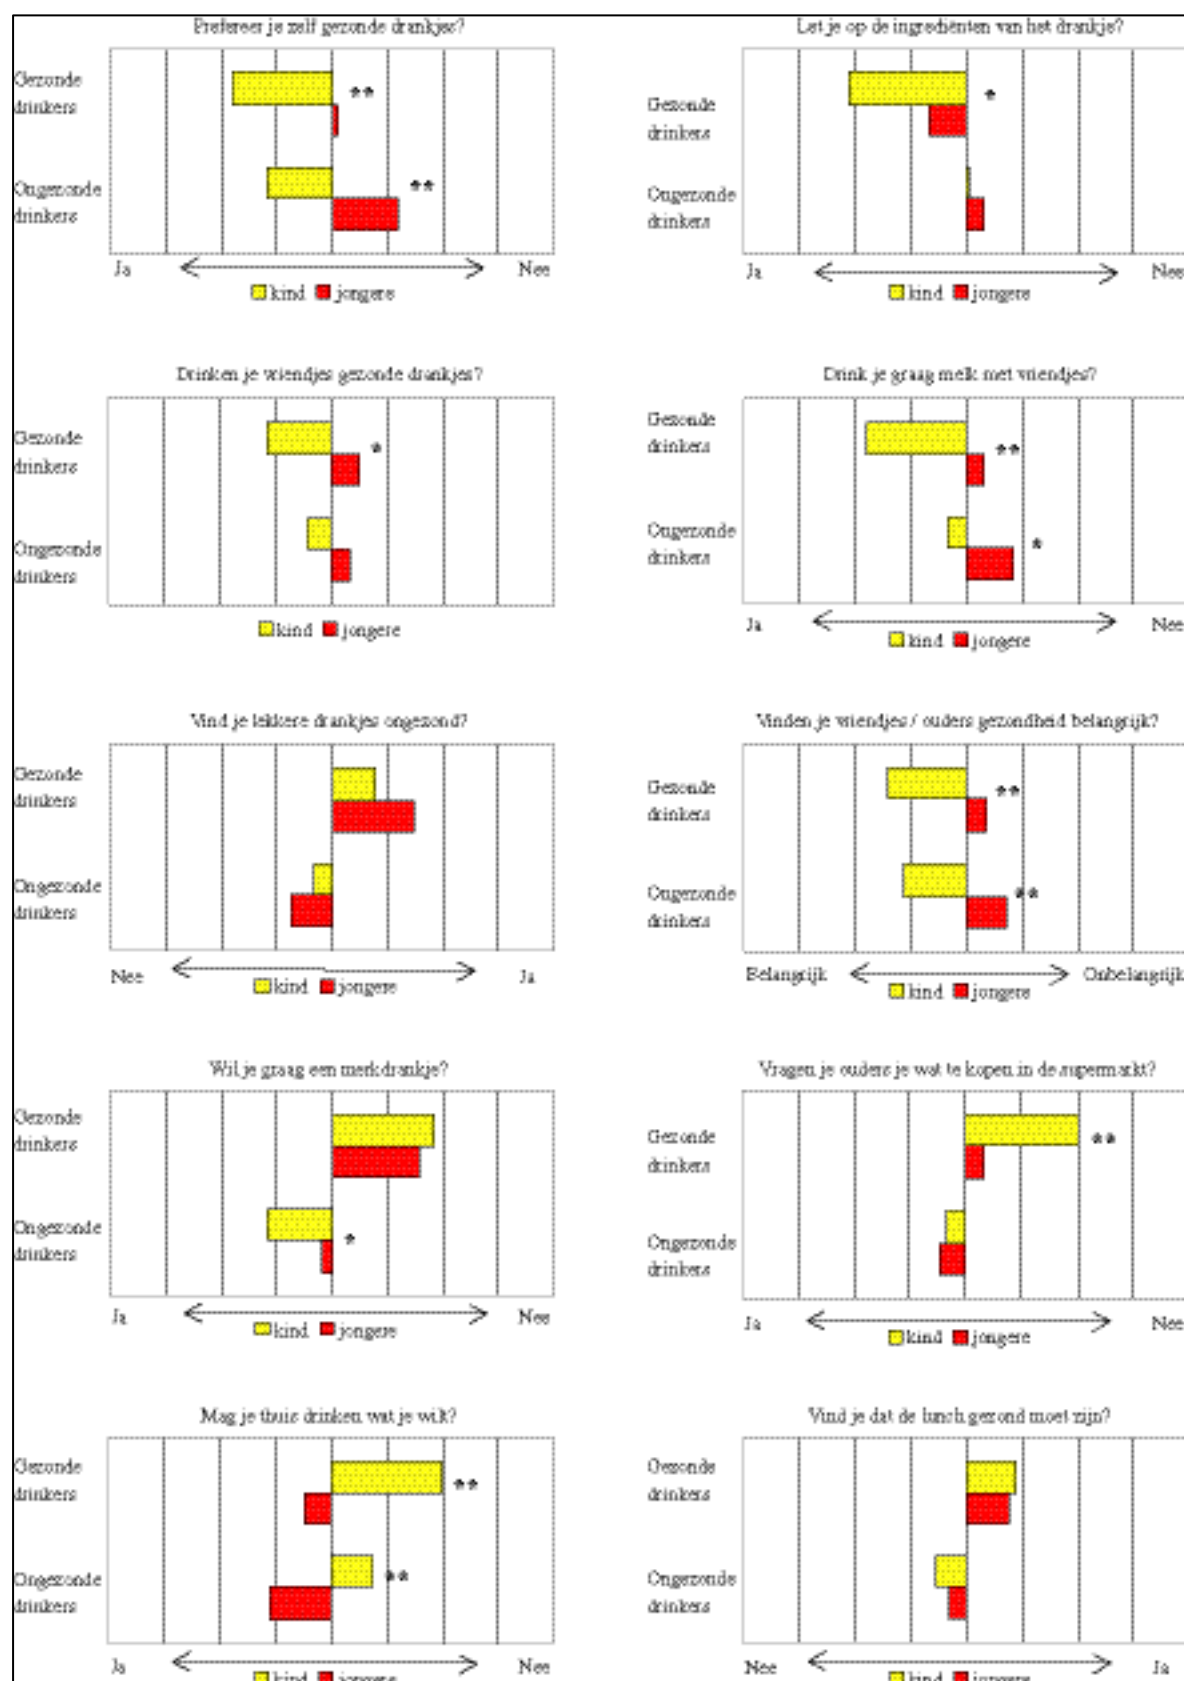 Prefereer je zelf gezonde drankjes?
Gezonde
drinkers
**
Ongezonde
drinkers
**
Ja
Nee
kind jongere
Let je op de ingrediënten van het drankje?
Gezonde
drinkers
*
Ongezonde
drinkers
Ja
Nee
kind jongere
Drinken je vriendjes gezonde drankjes?
Gezonde
drinkers
*
Ongezonde
drinkers
kind jongere
Drink je graag melk met vriendjes?
Gezonde
drinkers
**
Ongezonde
drinkers
*
Ja
Nee
kind jongere
Vind je lekkere drankjes ongezond?
Gezonde
drinkers
Ongezonde
drinkers
Nee
Ja
kind jongere
Vinden je vriendjes / ouders gezondheid belangrijk?
Gezonde
drinkers
**
Ongezonde
drinkers
**
Belangrijk
Onbelangrijk
kind jongere
Wil je graag een merkdrankje?
Gezonde
drinkers
Ongezonde
drinkers
*
Ja
Nee
kind jongere
Vragen je ouders je wat te kopen in de supermarkt?
Gezonde
drinkers
**
Ongezonde
drinkers
Ja
Nee
kind jongere
Mag je thuis drinken wat je wilt?
Gezonde
drinkers
**
Ongezonde
drinkers
**
Ja
Nee
kind jongere
Vind je dat de lunch gezond moet zijn?
Gezonde
drinkers
Ongezonde
drinkers
Nee
Ja
kind jongere